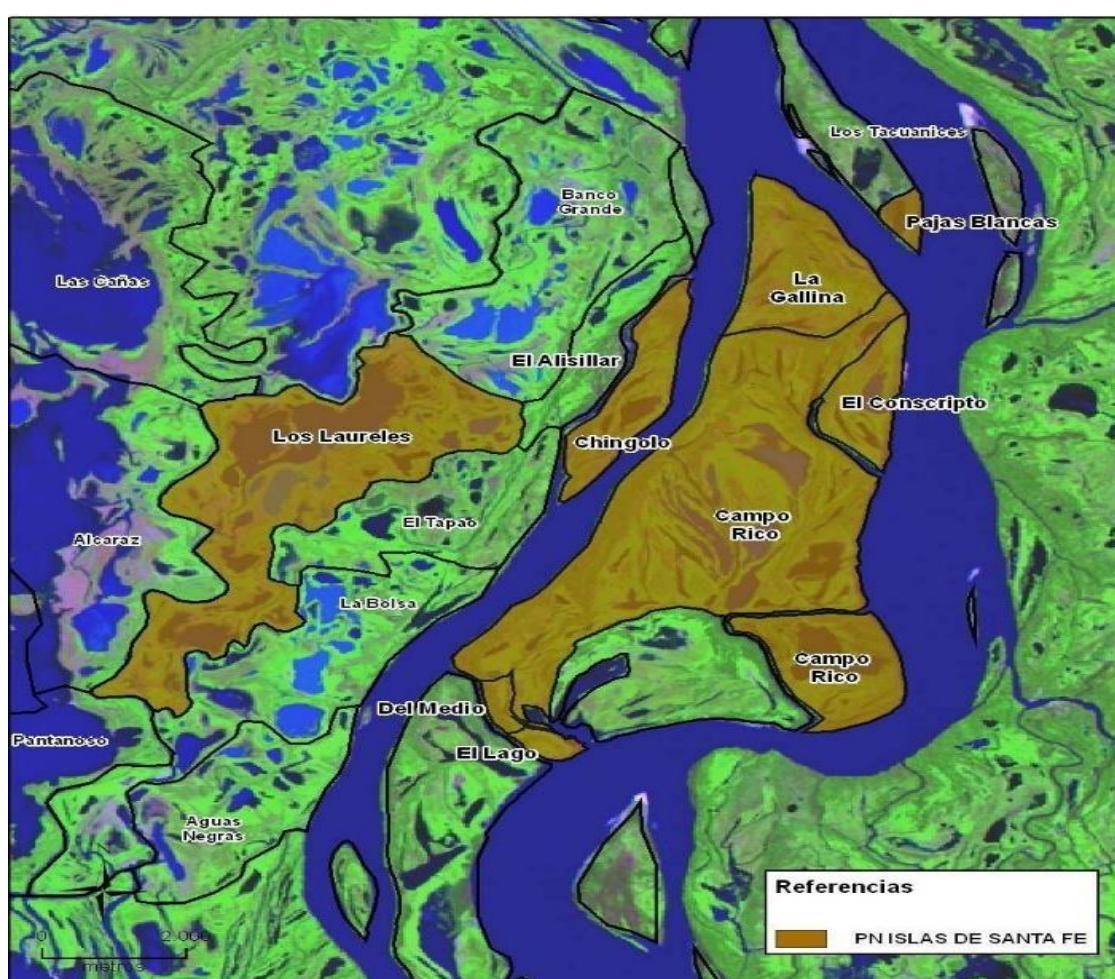 Los Tacuanices
Banco
Grande
Pajas Blancas
Las Cañas
La
Gallina
El Alisillar
El Conscripto
Los Laureles
Chingolo
Campo
Rico
El Tapao
Alcaraz
La Bolsa
Campo
Rico
Del Medio
Pantanoso
El Lago
Aguas
Negras
Referencias
PN ISLAS DE SANTA FE
0 2.000
metros